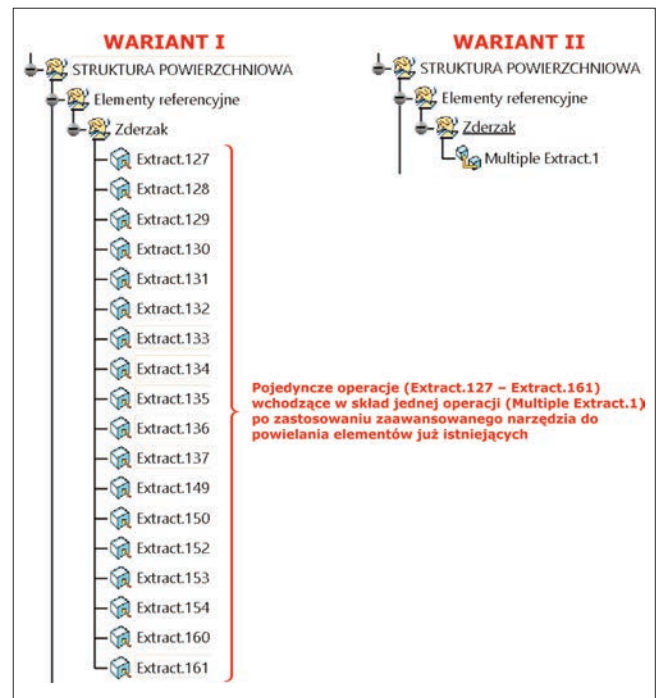 WARIANT I
STRUKTURA POWIERZCHNIOWA
Elementy referencyjne
Zderzak
Extract.127
Extract.128
Extract.129
Extract.130
Extract.131
Extract.132
Extract.133
Extract.134
Extract.135
Extract.136
Extract.137
Extract.149
Extract.150
Extract.152
Extract.153
Extract.154
Extract.160
Extract.161
Pojedyncze operacje (Extract.127 – Extract.161)
wchodzące w skład jednej operacji (Multiple Extract.1)
po zastosowaniu zaawansowanego narzędzia do
powielania elementów już istniejących
WARIANT II
STRUKTURA POWIERZCHNIOWA
Elementy referencyjne
Zderzak
Multiple Extract.1